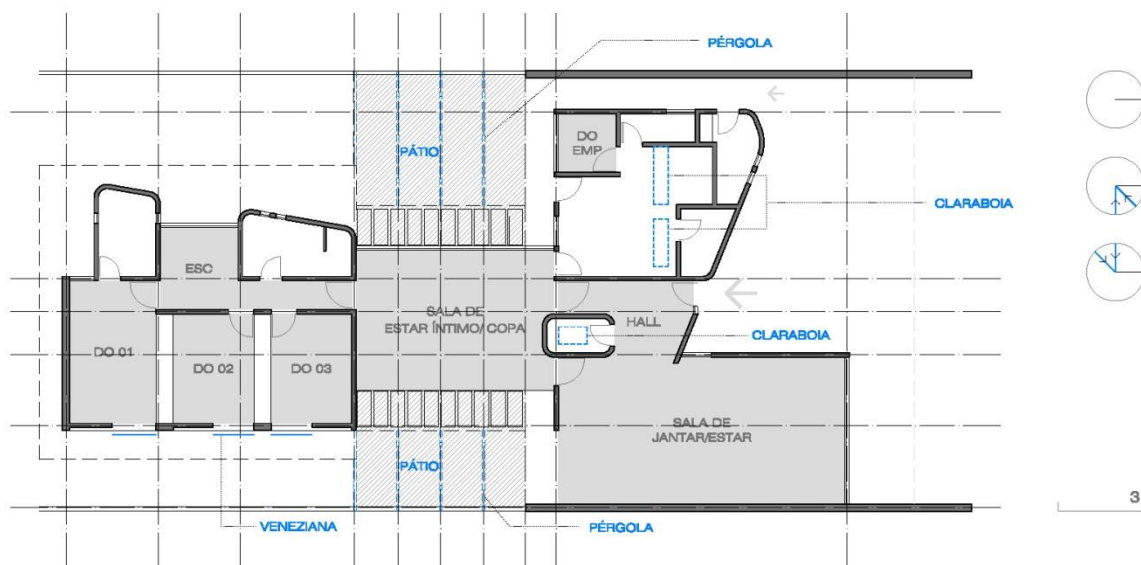 PÉRGOLA
DO
EMP
PÁTIO
CLARABOIA
ESC
SALA DE
ESTAR ÍNTIMO/COPA
HALL
CLARABOIA
DO 01
DO 02
DO 03
SALA DE
JANTAR/ESTAR
PÁTIO
3
VENEZIANA
PÉRGOLA